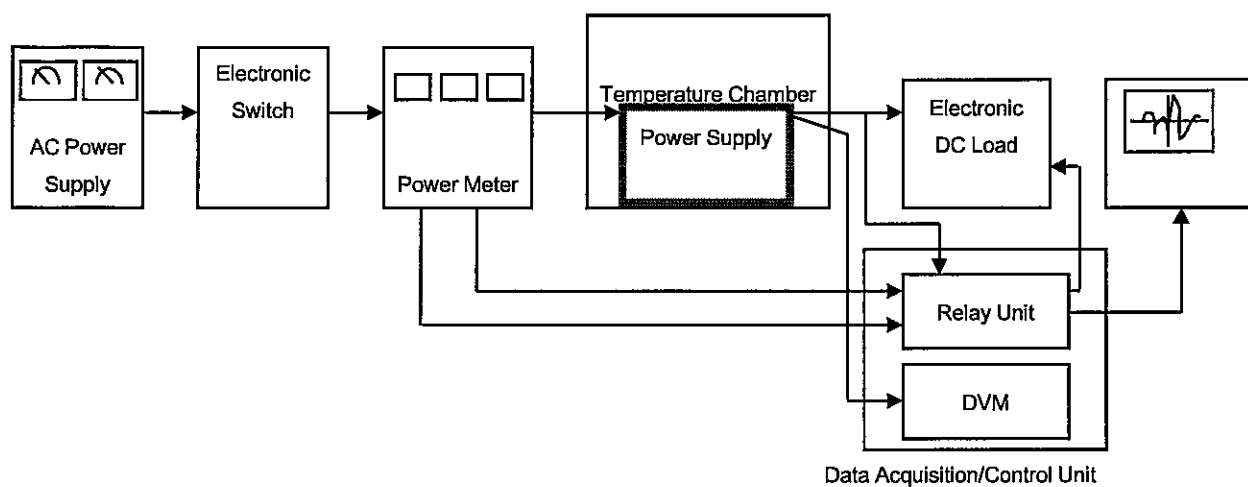 AC Power
Supply
Electronic
Switch
Power Meter
Temperature Chamber
Power Supply
Electronic
DC Load
Relay Unit
DVM
Data Acquisition/Control Unit